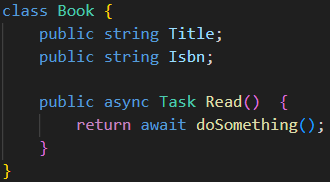 class Book {
    public string Title;
    public string Isbn;

    public async Task Read()  {
        return await doSomething();
    }
}